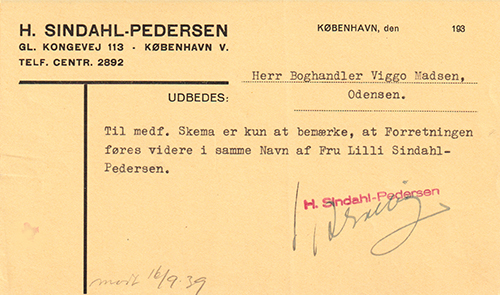 H. SINDAHL-PEDERSEN
GL. KONGEVEJ 113 - KØBENHAVN V.
TELF. CENTR. 2892
KØBENHAVN, den 193
Herr Boghandler Viggo Madsen,
Odensen.
UDBEDES:
Til medf. Skema er kun at bemærke, at Forretningen
føres videre i samme Navn af Fru Lilli Sindahl-
Pedersen.
H. Sindahl-Pedersen
16/9-39